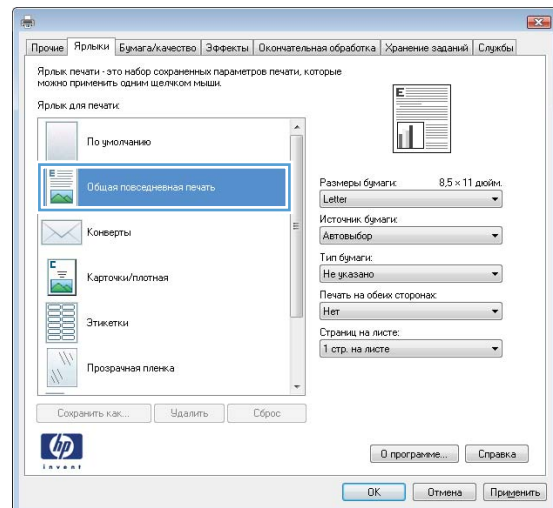 Прочие
Ярлыки
Бумага/качество
Эффекты
Окончательная обработка
Хранение заданий
Службы
Ярлык печати - это набор сохраненных параметров печати, которые
можно применить одним щелчком мыши.
Ярлык для печати:
По умолчанию
Общая повседневная печать
Конверты
Карточки/плотная
Этикетки
Прозрачная пленка
Сохранить как...
Удалить
Сброс
E
Размеры бумаги: 8,5 × 11 дюйм.
Letter
Источник бумаги:
Автовыбор
Тип бумаги:
Не указано
Печать на обеих сторонах:
Нет
Страниц на листе:
1 стр. на листе
hp
invent
О программе...
Справка
OK
Отмена
Применить